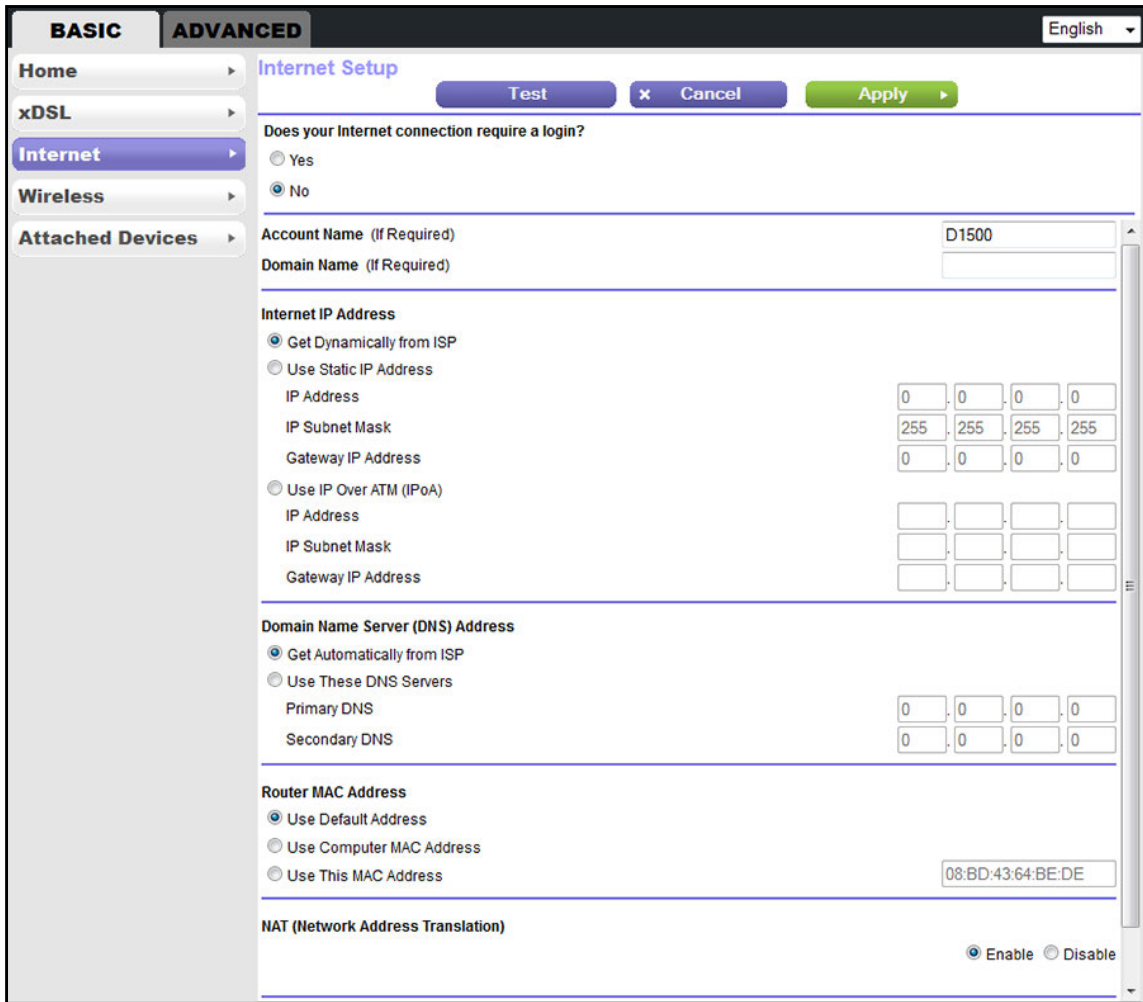 BASIC ADVANCED English
Home
xDSL
Internet
Wireless
Attached Devices
Internet Setup
Test × Cancel Apply
Does your Internet connection require a login?
Yes
No
Account Name (If Required) D1500
Domain Name (If Required)
Internet IP Address
Get Dynamically from ISP
Use Static IP Address
IP Address 0 . 0 . 0 . 0
IP Subnet Mask 255 . 255 . 255 . 255
Gateway IP Address 0 . 0 . 0 . 0
Use IP Over ATM (IPoA)
IP Address . . .
IP Subnet Mask . . .
Gateway IP Address . . .
Domain Name Server (DNS) Address
Get Automatically from ISP
Use These DNS Servers
Primary DNS 0 . 0 . 0 . 0
Secondary DNS 0 . 0 . 0 . 0
Router MAC Address
Use Default Address
Use Computer MAC Address
Use This MAC Address 08:BD:43:64:BE:DE
NAT (Network Address Translation)
Enable Disable